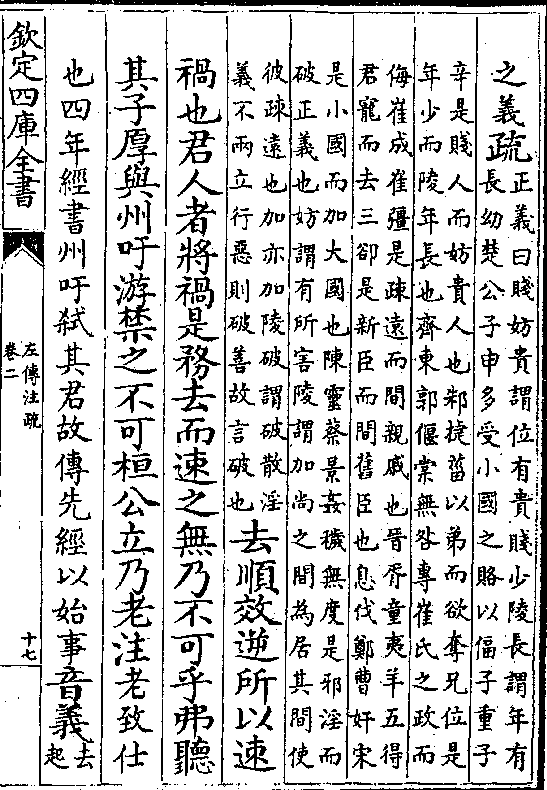 之義疏
正義曰賤妨貴謂位有貴賤少陵長謂年有
長幼楚公子申多受小國之賂以偪子重子
辛是賤人而妨貴人也邾捷菑以弟而欲奪兄位是
年少而陵年長也齊東郭偃棠無咎專崔氏之政而
侮崔成崔彊是疎遠而間親戚也晉胥童夷羊五得
君寵而去三郤是新臣而間舊臣也息伐鄭曹奸宋
是小國而加大國也陳靈蔡景姦穢無度是邪淫而
破正義也妨謂有所害陵謂加尚之間為居其間使
彼疎遠也加亦加陵破謂破散淫
義不兩立行惡則破善故言破也
去順效逆所以速
禍也君人者將禍是務去而速之無乃不可乎弗聽
其子厚與州吁游禁之不可桓公立乃老注老致仕
也四年經書州吁弑其君故傳先經以始事音義
去
起
欽定四庫全書
左傳注疏
卷二
十七